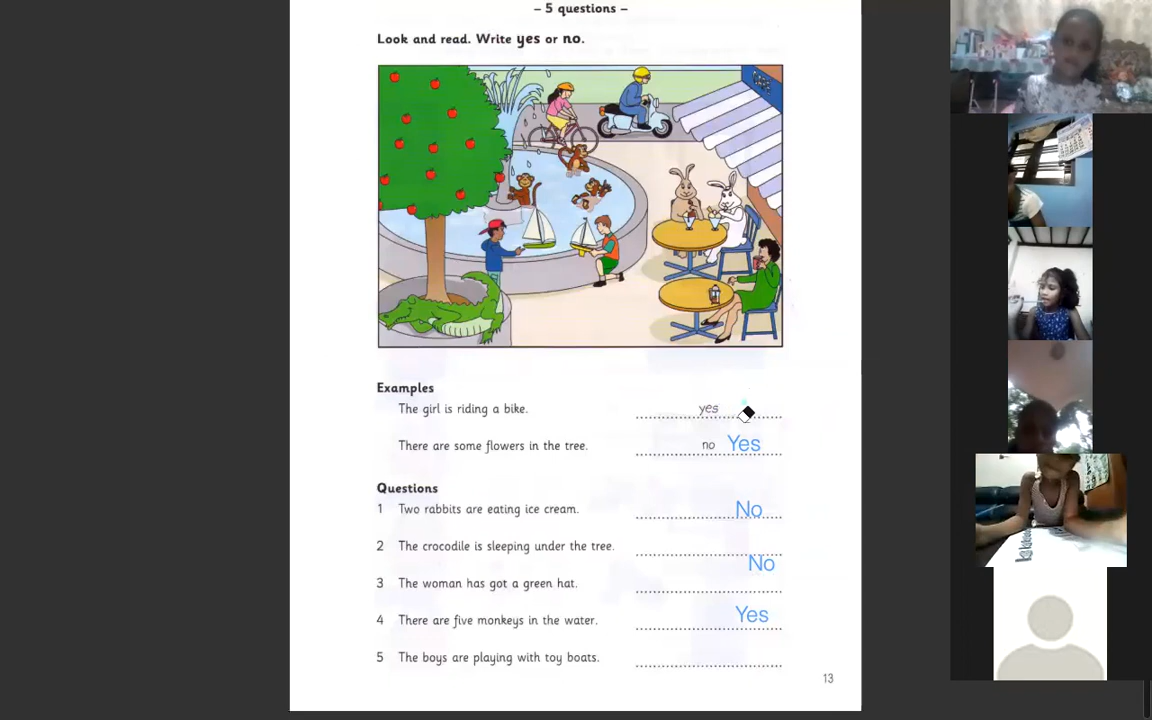 – 5 questions –
Look and read. Write yes or no.
Examples
The girl is riding a bike. yes
There are some flowers in the tree. no Yes
Questions
1 Two rabbits are eating ice cream. No
2 The crocodile is sleeping under the tree.
No
3 The woman has got a green hat.
4 There are five monkeys in the water. Yes
5 The boys are playing with toy boats.
13